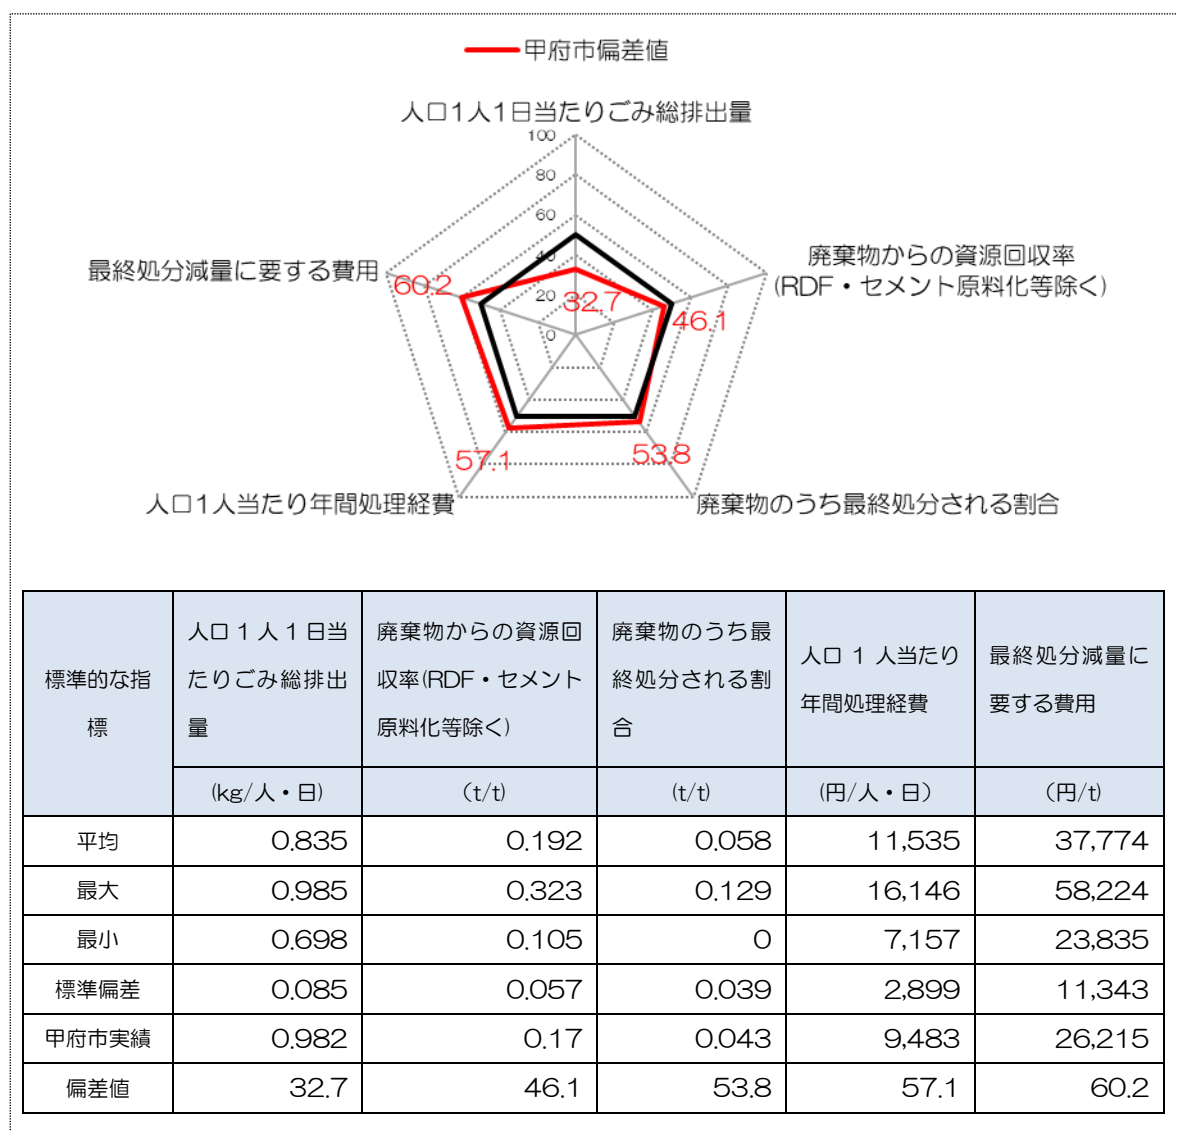 甲府市偏差値
人口1人1日当たりごみ総排出量
100
80
60
40
20
0
最終処分減量に要する費用
廃棄物からの資源回収率
(RDF・セメント原料化等除く)
60.2
32.7
46.1
57.1
53.8
人口1人当たり年間処理経費
廃棄物のうち最終処分される割合
標準的な指
標
人口 1 人 1 日当
たりごみ総排出
量
廃棄物からの資源回
収率(RDF・セメント
原料化等除く)
廃棄物のうち最
終処分される割
合
人口 1 人当たり
年間処理経費
最終処分減量に
要する費用
(kg/人・日) (t/t) (t/t) (円/人・日) (円/t)
平均 0.835 0.192 0.058 11,535 37,774
最大 0.985 0.323 0.129 16,146 58,224
最小 0.698 0.105 0 7,157 23,835
標準偏差 0.085 0.057 0.039 2,899 11,343
甲府市実績 0.982 0.17 0.043 9,483 26,215
偏差値 32.7 46.1 53.8 57.1 60.2